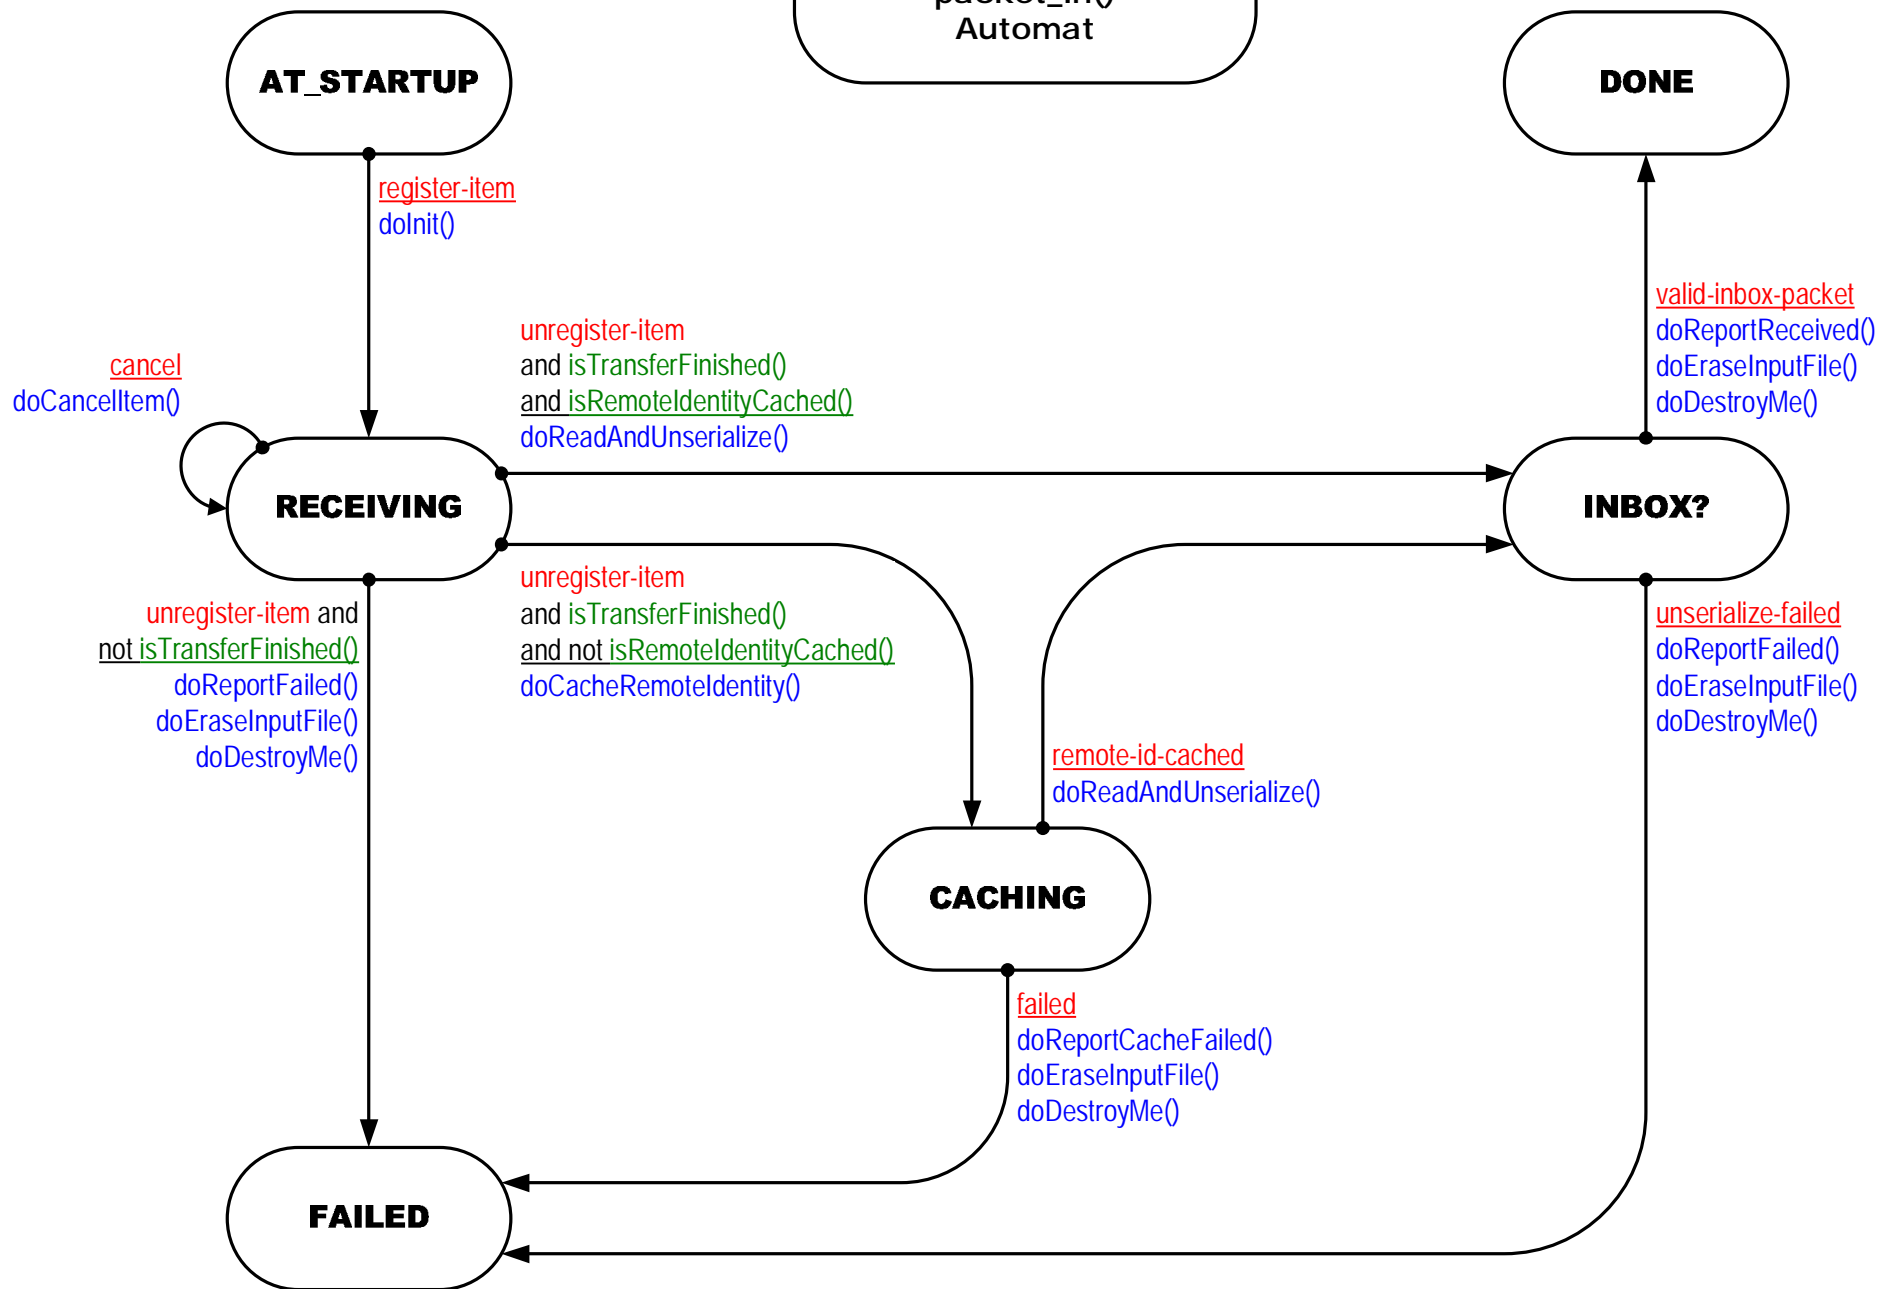 packet_in()
Automat
AT_STARTUP
DONE
register-item
doInit()
valid-inbox-packet
doReportReceived()
doEraseInputFile()
doDestroyMe()
unregister-item
and isTransferFinished()
and isRemoteIdentityCached()
doReadAndUnserialize()
cancel
doCancelItem()
RECEIVING
INBOX?
unregister-item and
not isTransferFinished()
doReportFailed()
doEraseInputFile()
doDestroyMe()
unregister-item
and isTransferFinished()
and not isRemoteIdentityCached()
doCacheRemoteIdentity()
unserialize-failed
doReportFailed()
doEraseInputFile()
doDestroyMe()
remote-id-cached
doReadAndUnserialize()
CACHING
failed
doReportCacheFailed()
doEraseInputFile()
doDestroyMe()
FAILED